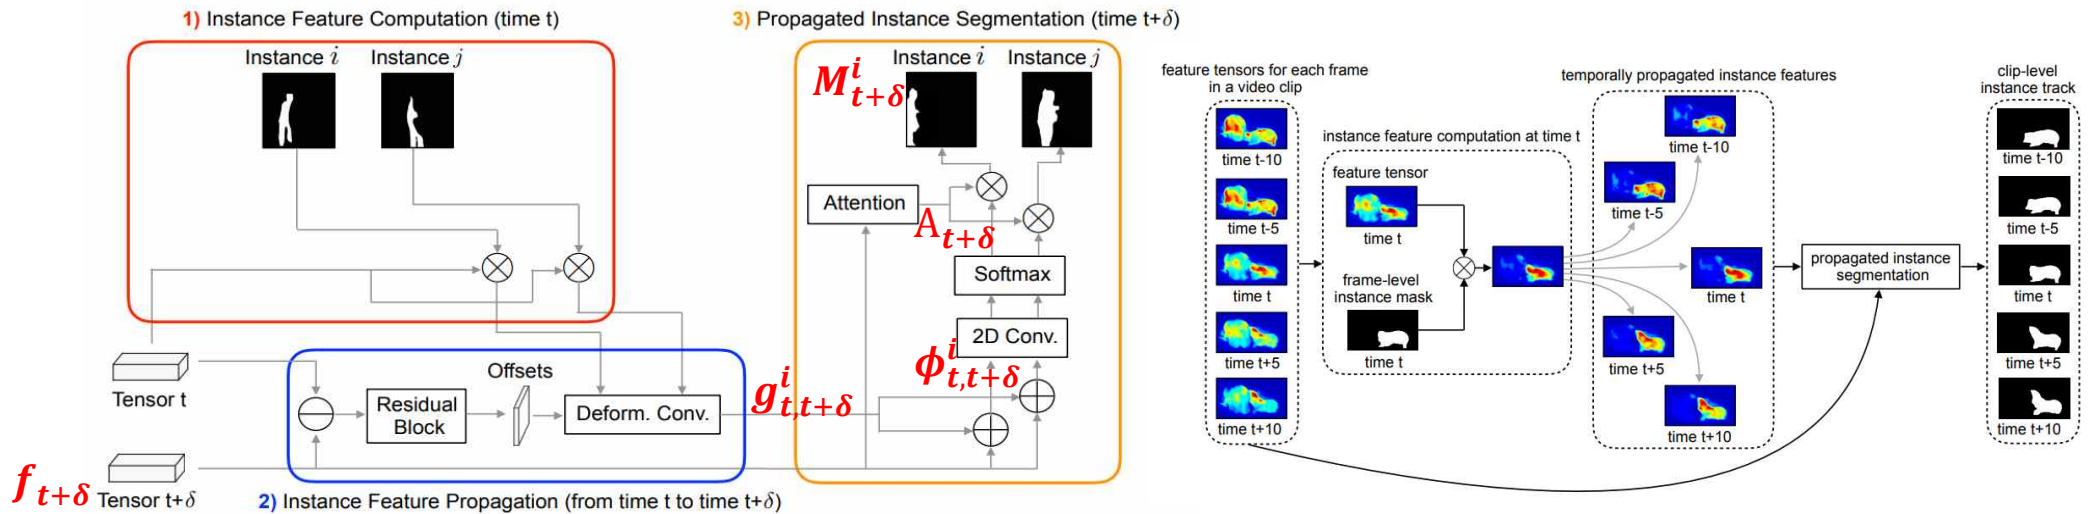 1) Instance Feature Computation (time t)
Instance i
Instance j
Tensor t
f t+δ
Tensor t+δ
Residual
Block
Offsets
Deform. Conv.
2) Instance Feature Propagation (from time t to time t+δ)
3) Propagated Instance Segmentation (time t+δ)
Instance i
Instance j
M^i_{t+δ}
Attention
A_{t+δ}
Softmax
2D Conv.
ϕ^i_{t,t+δ}
g^i_{t,t+δ}
feature tensors for each frame
in a video clip
time t-10
time t-5
time t
time t+5
time t+10
instance feature computation at time t
feature tensor
time t
frame-level
instance mask
time t
temporally propagated instance features
time t-10
time t-5
time t
time t+5
time t+10
propagated instance
segmentation
clip-level
instance track
time t-10
time t-5
time t
time t+5
time t+10